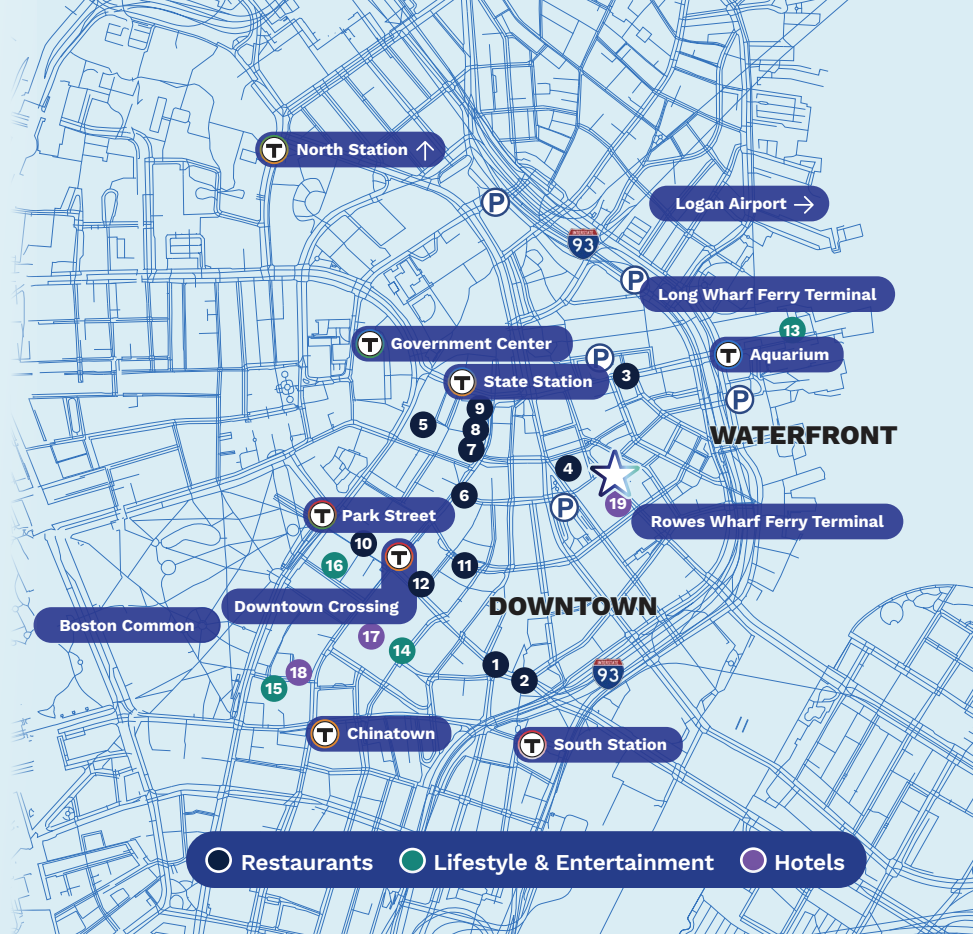 T North Station ↑
P
Logan Airport →
INTERSTATE
93
P
Long Wharf Ferry Terminal
13
T Government Center
T Aquarium
P
T State Station
3
P
9
5
8
WATERFRONT
7
4
6
19
P
T Park Street
Rowes Wharf Ferry Terminal
10
T
16
11
12
Downtown Crossing
DOWNTOWN
Boston Common
17
14
1
18
INTERSTATE
93
2
15
T Chinatown
T South Station
Restaurants
Lifestyle & Entertainment
Hotels